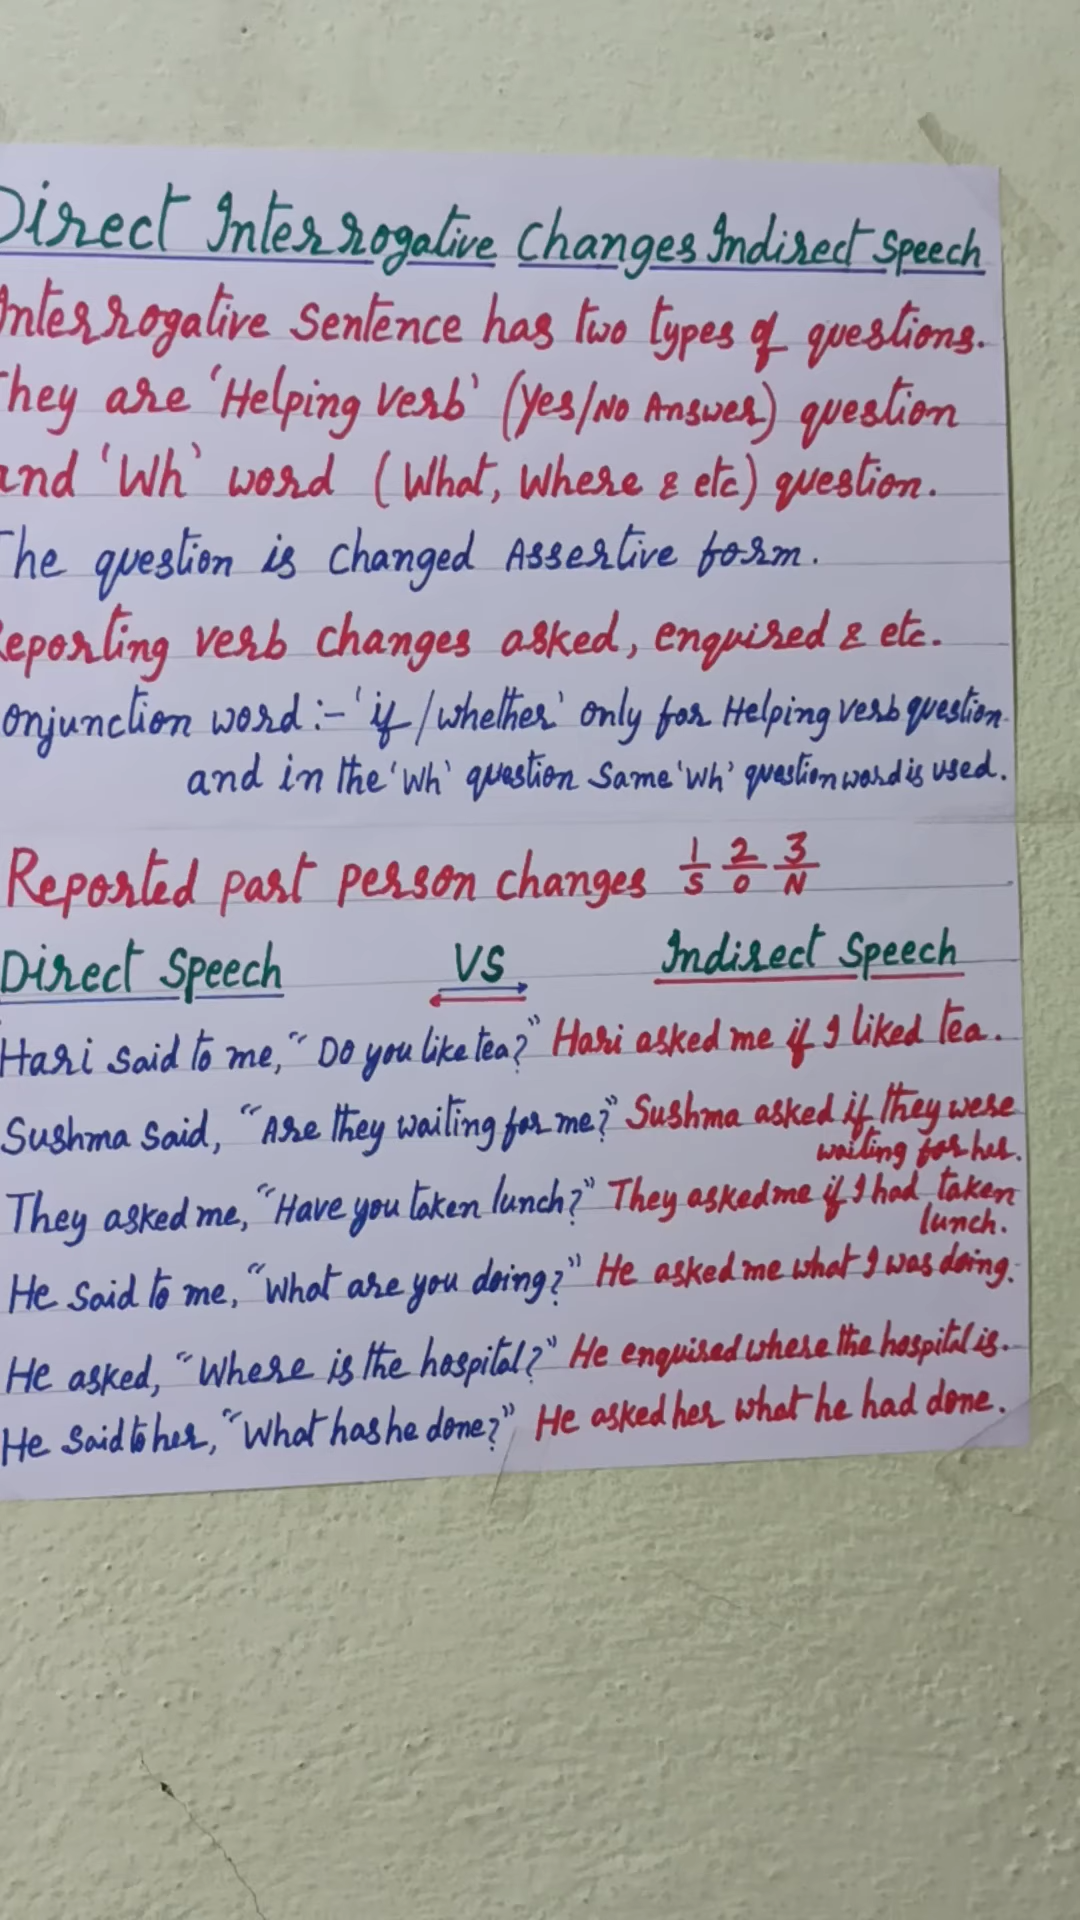 Direct Interrogative Changes Indirect Speech
Interrogative Sentence has two types of questions.
They are 'Helping Verb' (Yes/No Answer) question
and 'Wh' word (What, Where & etc) question.
The question is Changed Assertive form.
Reporting verb changes asked, enquired & etc.
onjunction word :- 'if/whether' only for Helping verb question
and in the 'Wh' question Same 'Wh' question word is used.
Reported part person changes 1/S 2/O 3/N
Direct Speech VS Indirect Speech
Hari said to me, "Do you like tea?" Hari asked me if I liked tea.
Sushma Said, "Are they waiting for me?" Sushma asked if they were
waiting for her.
They asked me, "Have you taken lunch?" They asked me if I had taken
lunch.
He Said to me, "What are you doing?" He asked me what I was doing.
He asked, "Where is the hospital?" He enquired where the hospital is.
He Said to her, "What has he done?" He asked her what he had done.